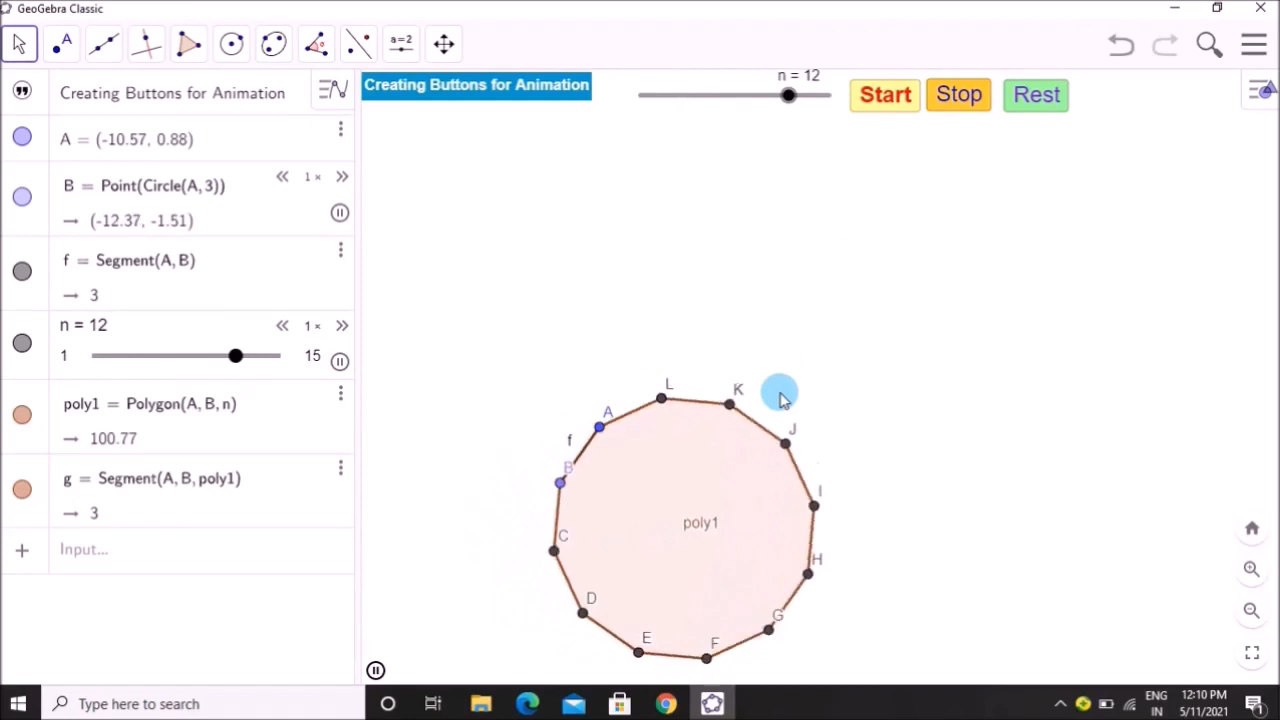 GeoGebra Classic
A
a=2
Creating Buttons for Animation
A = (-10.57, 0.88)
B = Point(Circle(A, 3))
1 ×
→ (-12.37, -1.51)
f = Segment(A, B)
→ 3
n = 12
1 ×
1
15
poly1 = Polygon(A, B, n)
→ 100.77
g = Segment(A, B, poly1)
→ 3
+ Input...
Creating Buttons for Animation
n = 12
Start
Stop
Rest
L
K
A
J
f
B
I
poly1
C
H
D
G
E
F
Type here to search
ENG
IN
12:10 PM
5/11/2021
1